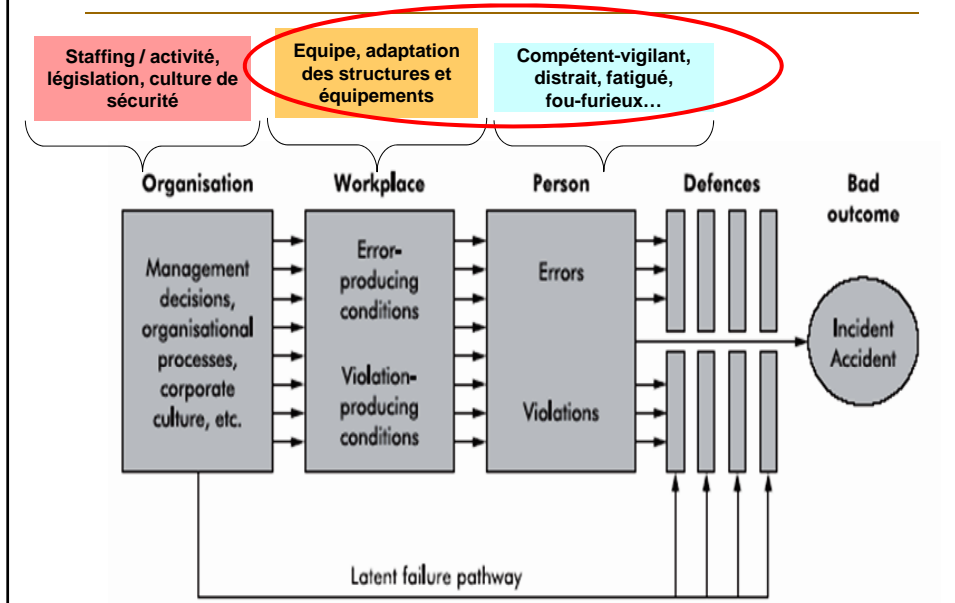 Staffing / activité,
législation, culture de
sécurité
Equipe, adaptation
des structures et
équipements
Compétent-vigilant,
distrait, fatigué,
fou-furieux…
Organisation
Workplace
Person
Defences
Bad
outcome
Management
decisions,
organisational
processes,
corporate
culture, etc.
Error-
producing
conditions
Violation-
producing
conditions
Errors
Violations
Incident
Accident
Latent failure pathway